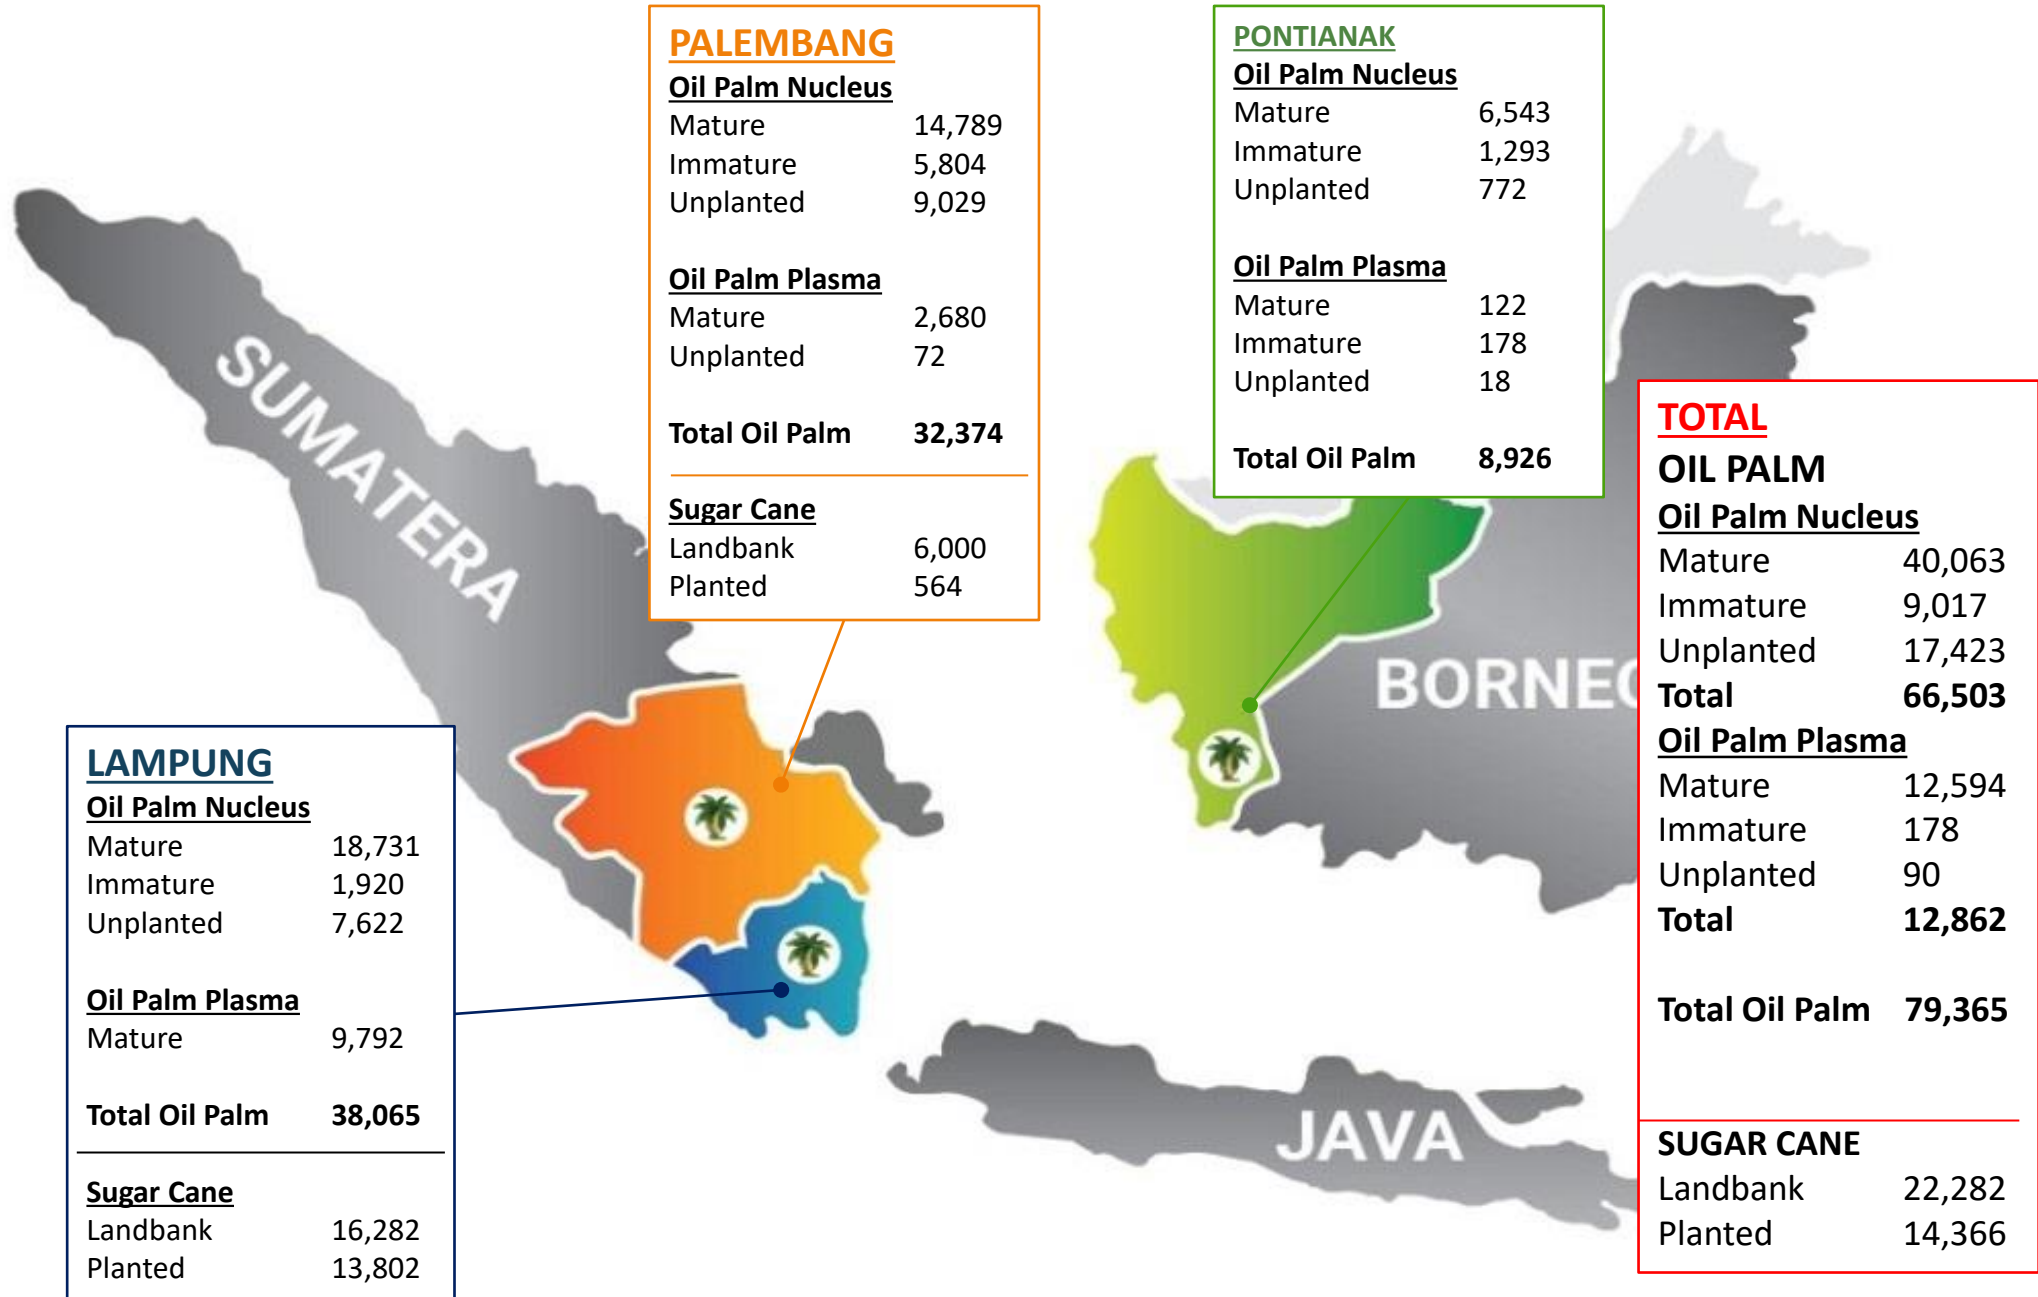 PALEMBANG
Oil Palm Nucleus
Mature 14,789
Immature 5,804
Unplanted 9,029
Oil Palm Plasma
Mature 2,680
Unplanted 72
Total Oil Palm 32,374
Sugar Cane
Landbank 6,000
Planted 564
PONTIANAK
Oil Palm Nucleus
Mature 6,543
Immature 1,293
Unplanted 772
Oil Palm Plasma
Mature 122
Immature 178
Unplanted 18
Total Oil Palm 8,926
SUMATERA
BORNEO
LAMPUNG
Oil Palm Nucleus
Mature 18,731
Immature 1,920
Unplanted 7,622
Oil Palm Plasma
Mature 9,792
Total Oil Palm 38,065
Sugar Cane
Landbank 16,282
Planted 13,802
JAVA
TOTAL
OIL PALM
Oil Palm Nucleus
Mature 40,063
Immature 9,017
Unplanted 17,423
Total 66,503
Oil Palm Plasma
Mature 12,594
Immature 178
Unplanted 90
Total 12,862
Total Oil Palm 79,365
SUGAR CANE
Landbank 22,282
Planted 14,366